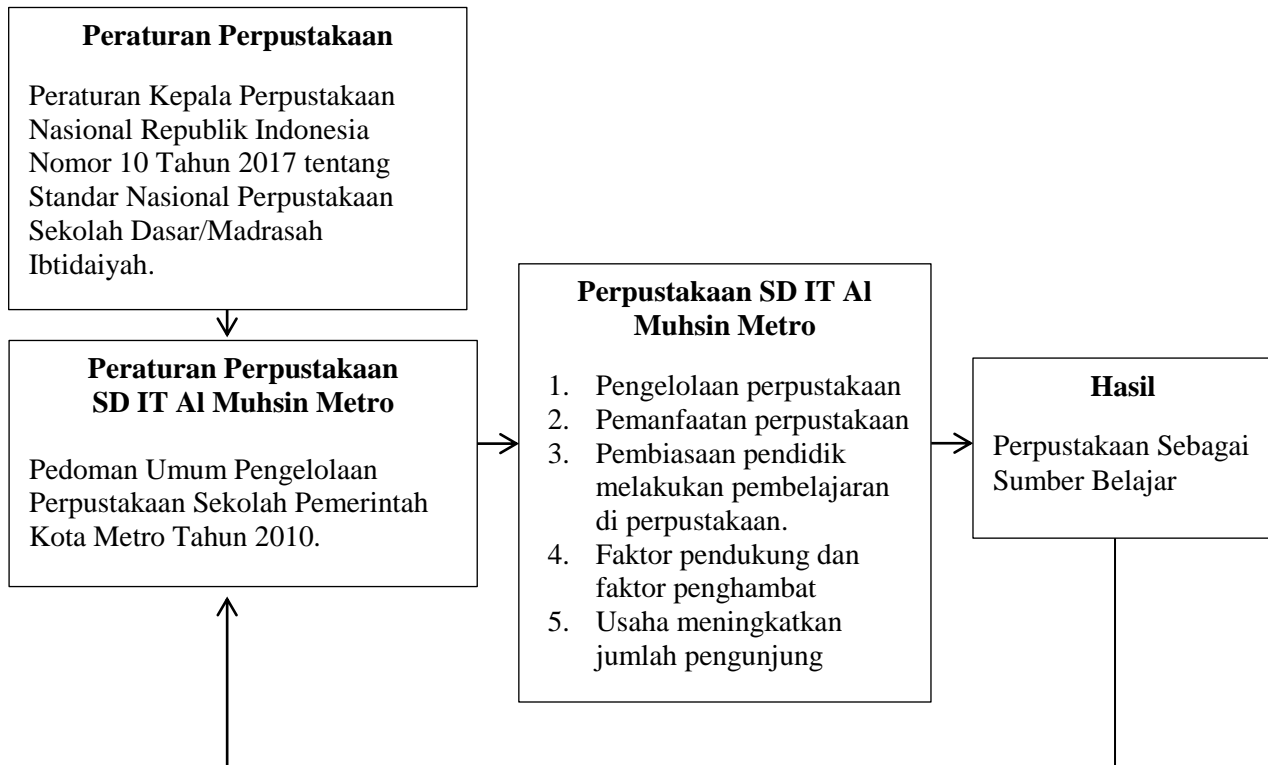 Peraturan Perpustakaan
Peraturan Kepala Perpustakaan
Nasional Republik Indonesia
Nomor 10 Tahun 2017 tentang
Standar Nasional Perpustakaan
Sekolah Dasar/Madrasah
Ibtidaiyah.
Peraturan Perpustakaan
SD IT Al Muhsin Metro
Pedoman Umum Pengelolaan
Perpustakaan Sekolah Pemerintah
Kota Metro Tahun 2010.
Perpustakaan SD IT Al
Muhsin Metro
1. Pengelolaan perpustakaan
2. Pemanfaatan perpustakaan
3. Pembiasaan pendidik
melakukan pembelajaran
di perpustakaan.
4. Faktor pendukung dan
faktor penghambat
5. Usaha meningkatkan
jumlah pengunjung
Hasil
Perpustakaan Sebagai
Sumber Belajar